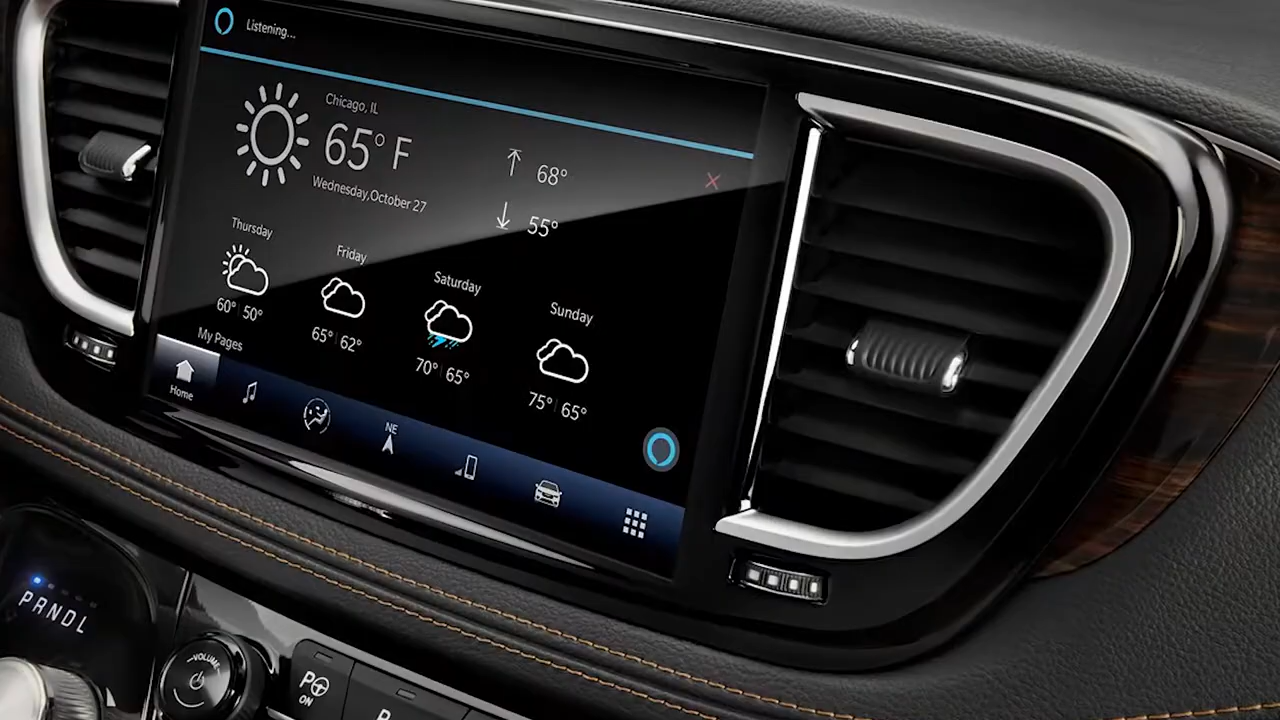 Listening...
Chicago, IL
65° F
Wednesday,October 27
68°
55°
Thursday
60° 50°
Friday
65° 62°
Saturday
70° 65°
Sunday
75° 65°
My Pages
Home
NE
PRNDL
VOLUME
P
ON